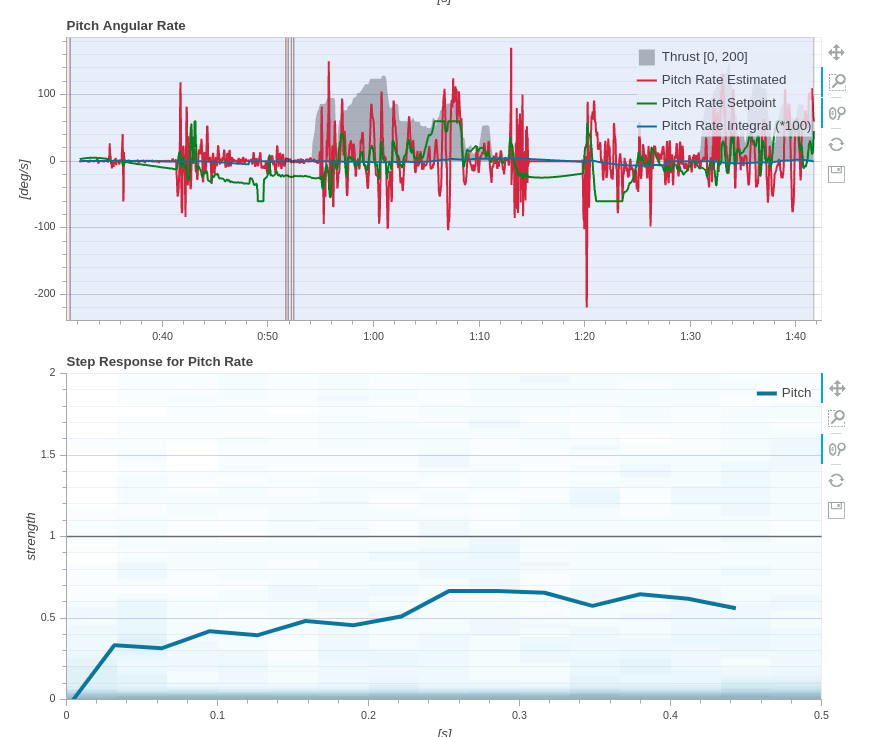 [s]
Pitch Angular Rate
Thrust [0, 200]
Pitch Rate Estimated
Pitch Rate Setpoint
Pitch Rate Integral (*100)
100
0
-100
-200
[deg/s]
0:40
0:50
1:00
1:10
1:20
1:30
1:40
Step Response for Pitch Rate
Pitch
2
1.5
1
0.5
0
strength
0
0.1
0.2
0.3
0.4
0.5
[s]